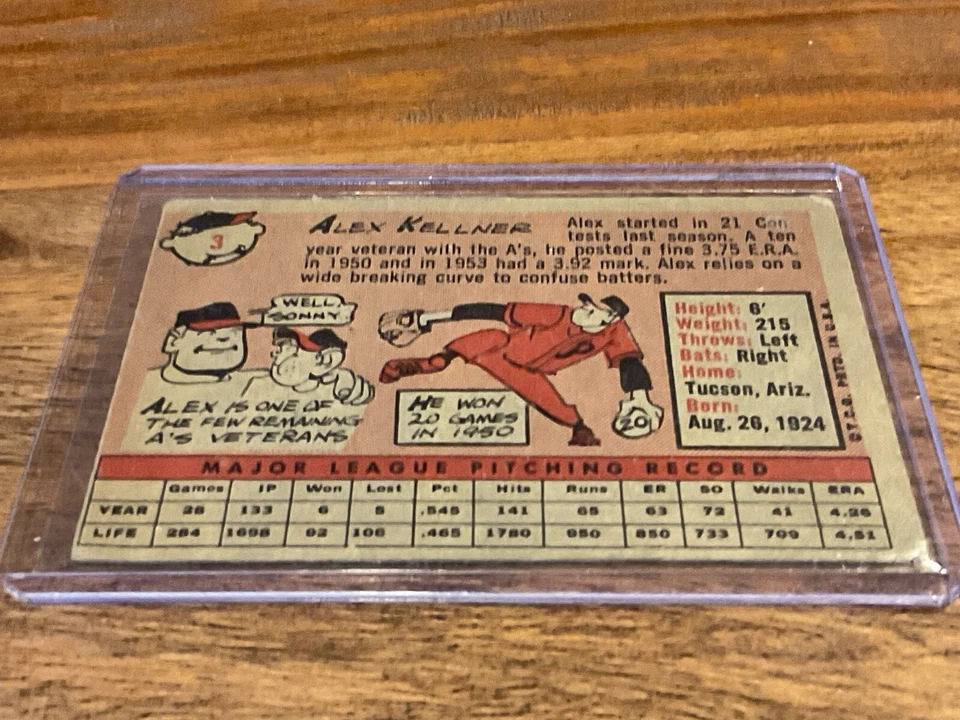 3
ALEX KELLNER
Alex started in 21 Con
tests last season. A ten
year veteran with the A's, he posted a fine 3.75 E.R.A.
in 1950 and in 1953 had a 3.92 mark. Alex relies on a
wide breaking curve to confuse batters.
WELL, SONNY
ALEX IS ONE OF
THE FEW REMAINING
A'S VETERANS
HE WON
20 GAMES
IN 1950
20
Height: 6'
Weight: 215
Throws: Left
Bats: Right
Home:
Tucson, Ariz.
Born:
Aug. 26, 1924
©T.C.G. PRTD. IN U.S.A.
MAJOR LEAGUE PITCHING RECORD
Games IP Won Lost Pct Hits Runs ER SO Walks ERA
YEAR 28 133 6 5 .545 141 65 63 72 41 4.26
LIFE 284 1698 92 106 .465 1780 950 850 733 709 4.51